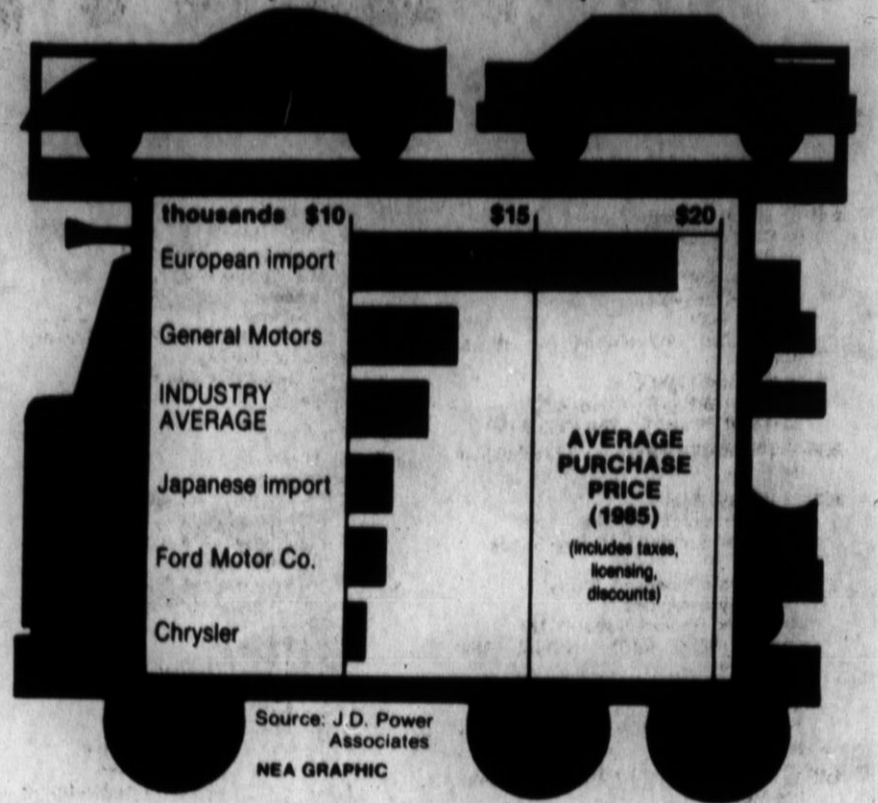 thousands $10 $15 $20
European import
General Motors
INDUSTRY
AVERAGE
Japanese import
Ford Motor Co.
Chrysler
AVERAGE
PURCHASE
PRICE
(1985)
(includes taxes,
licensing,
discounts)
Source: J.D. Power
Associates
NEA GRAPHIC